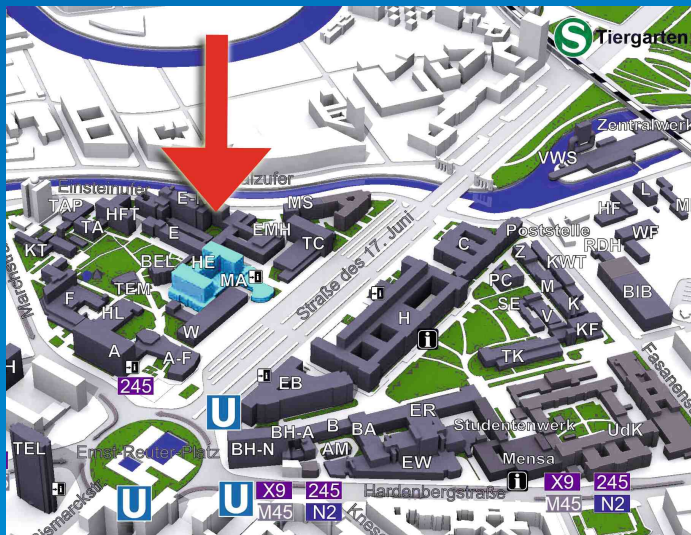 S Tiergarten
Zentralwerk
VWS
Einsteinufer
TAP
HFT
TA
KT
E
MS
EMH
TC
BEL
HE
MA
TEM
F
HL
A
A-F
W
245
Straße des 17. Juni
C
Poststelle
Z
KWT
HF
L
RDH
WF
BIB
PC
M
SE
V
K
KF
H
i
TK
EB
U
BH-A
BH-N
B
BA
AM
ER
EW
Studentenwerk
Mensa
i
UdK
TEL
H
Ernst-Reuter-Platz
U
U
X9 245
M45 N2
Hardenbergstraße
X9 245
M45 N2